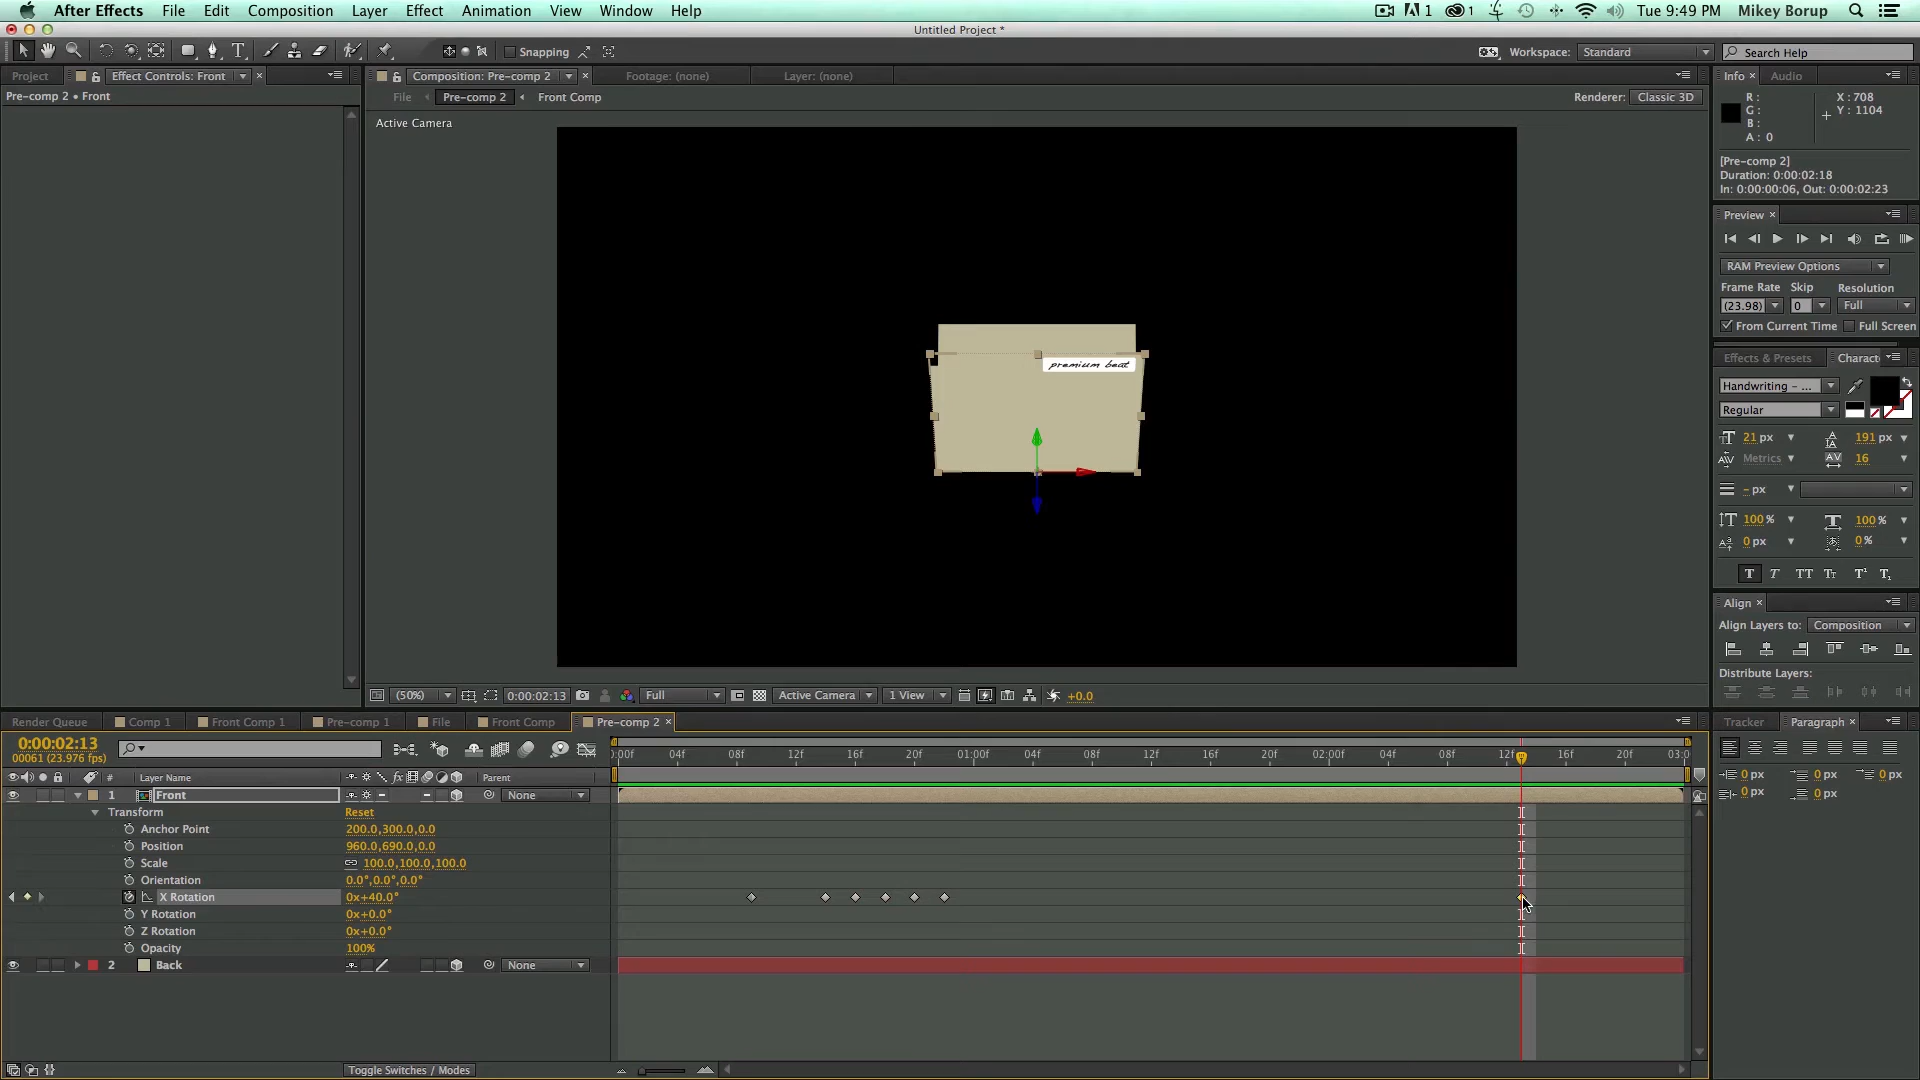 After Effects File Edit Composition Layer Effect Animation View Window Help 1 1 Tue 9:49 PM Mikey Borup
Untitled Project *
Snapping Workspace: Standard Search Help
Project Effect Controls: Front × Composition: Pre-comp 2 × Footage: (none) Layer: (none) Info × Audio
Pre-comp 2 • Front File Pre-comp 2 Front Comp Renderer: Classic 3D
Active Camera
R :
G :
B :
A : 0
X : 708
Y : 1104
[Pre-comp 2]
Duration: 0:00:02:18
In: 0:00:00:06, Out: 0:00:02:23
Preview ×
RAM Preview Options
Frame Rate Skip Resolution
(23.98) 0 Full
From Current Time Full Screen
premium beat
Effects & Presets Charact
Handwriting - ...
Regular
21 px 191 px
Metrics 16
- px
100 % 100 %
0 px 0 %
T T TT Tt T¹ T₁
Align ×
Align Layers to: Composition
Distribute Layers:
(50%) 0:00:02:13 Full Active Camera 1 View +0.0
Render Queue Comp 1 Front Comp 1 Pre-comp 1 File Front Comp Pre-comp 2 × Tracker Paragraph ×
0:00:02:13
00061 (23.976 fps)
:00f 04f 08f 12f 16f 20f 01:00f 04f 08f 12f 16f 20f 02:00f 04f 08f 12f 16f 20f 03:0
# Layer Name fx Parent
0 px 0 px 0 px
0 px 0 px
1 Front None
Transform Reset
Anchor Point 200.0,300.0,0.0
Position 960.0,690.0,0.0
Scale 100.0,100.0,100.0
Orientation 0.0°,0.0°,0.0°
X Rotation 0x+40.0°
Y Rotation 0x+0.0°
Z Rotation 0x+0.0°
Opacity 100%
2 Back None
Toggle Switches / Modes